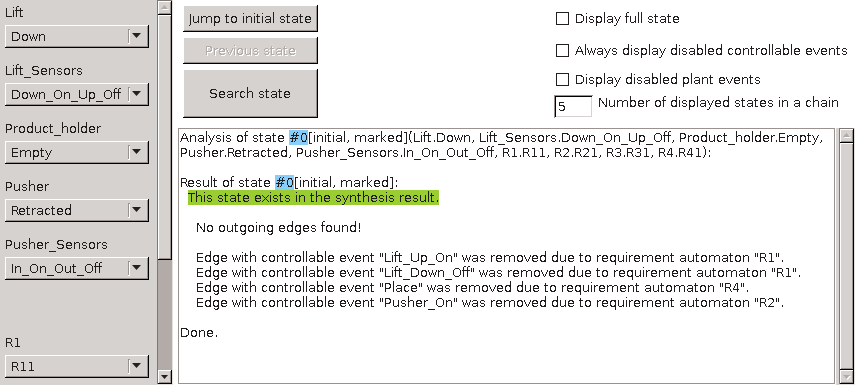 Lift
Down
Lift_Sensors
Down_On_Up_Off
Product_holder
Empty
Pusher
Retracted
Pusher_Sensors
In_On_Out_Off
R1
R11
Jump to initial state
Previous state
Search state
Display full state
Always display disabled controllable events
Display disabled plant events
5 Number of displayed states in a chain
Analysis of state #0[initial, marked](Lift.Down, Lift_Sensors.Down_On_Up_Off, Product_holder.Empty,
Pusher.Retracted, Pusher_Sensors.In_On_Out_Off, R1.R11, R2.R21, R3.R31, R4.R41):
Result of state #0[initial, marked]:
This state exists in the synthesis result.
No outgoing edges found!
Edge with controllable event "Lift_Up_On" was removed due to requirement automaton "R1".
Edge with controllable event "Lift_Down_Off" was removed due to requirement automaton "R1".
Edge with controllable event "Place" was removed due to requirement automaton "R4".
Edge with controllable event "Pusher_On" was removed due to requirement automaton "R2".
Done.